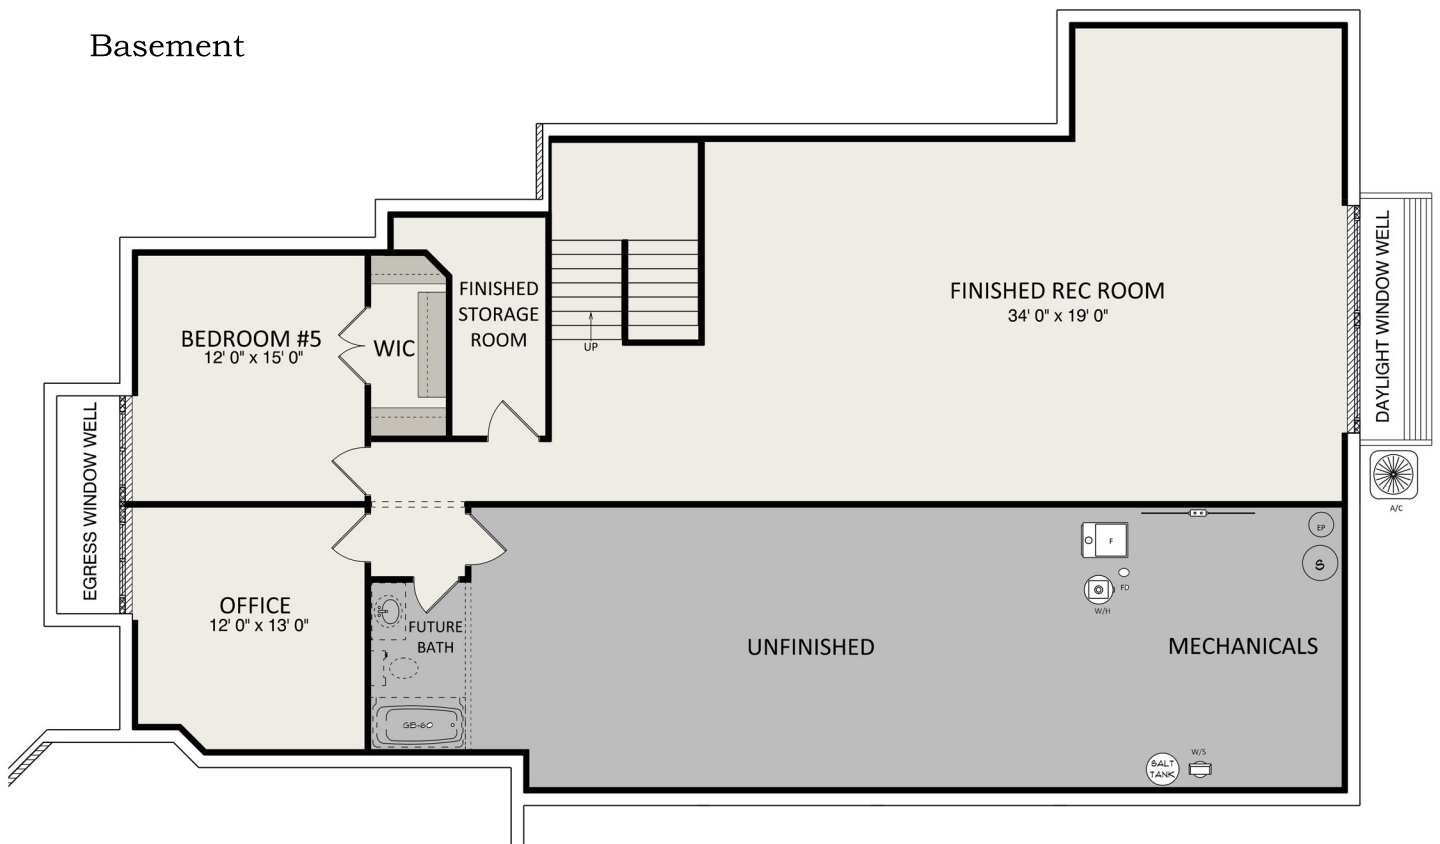 Basement
FINISHED REC ROOM
34' 0" x 19' 0"
DAYLIGHT WINDOW WELL
FINISHED
STORAGE
ROOM
UP
BEDROOM #5
12' 0" x 15' 0"
WIC
EGRESS WINDOW WELL
A/C
EP
S
F
FD
W/H
OFFICE
12' 0" x 13' 0"
FUTURE
BATH
UNFINISHED
MECHANICALS
GB-60
W/S
SALT
TANK